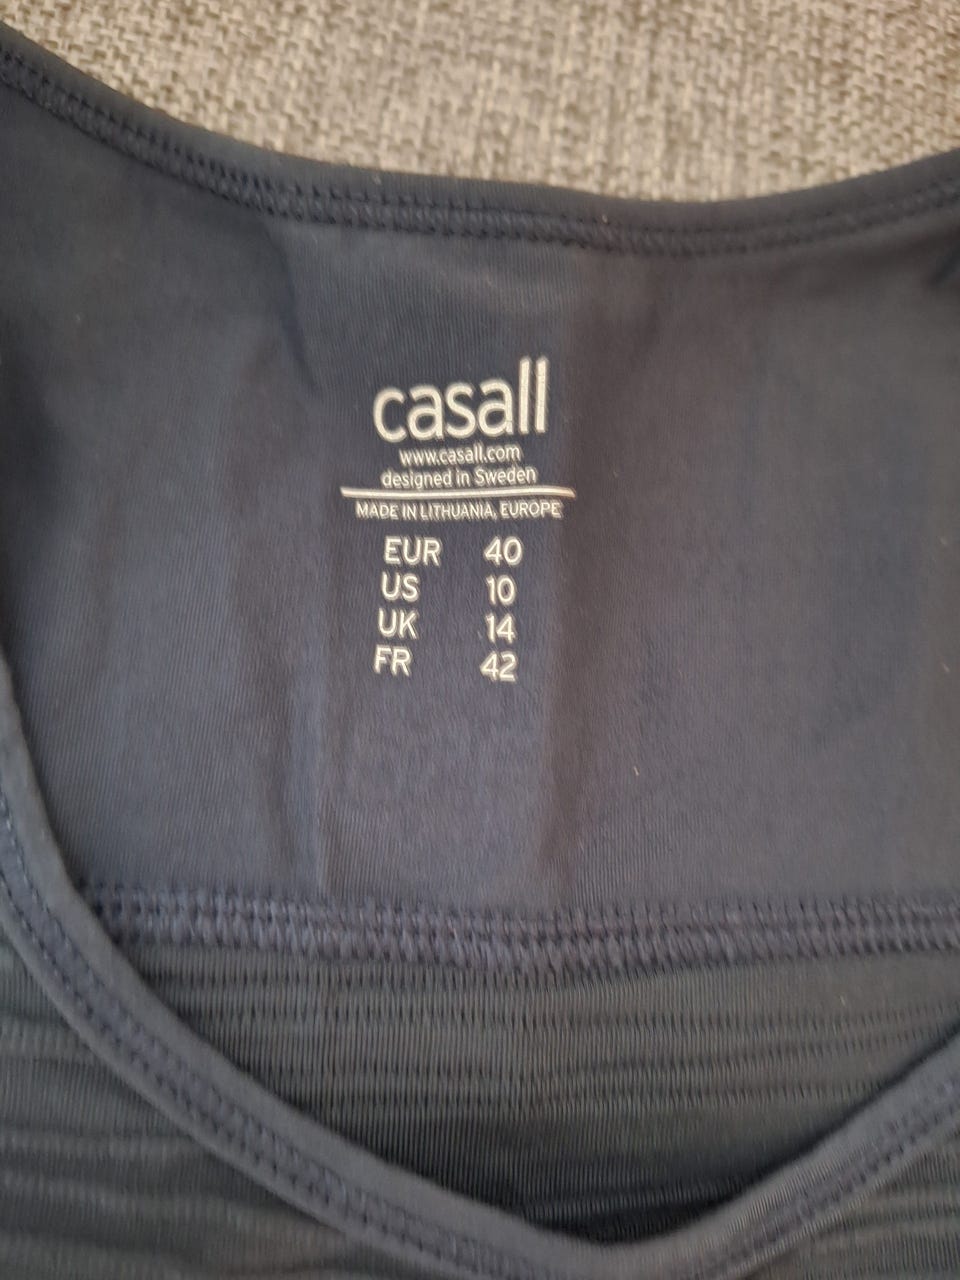 casall
www.casall.com
designed in Sweden
MADE IN LITHUANIA, EUROPE
EUR 40
US 10
UK 14
FR 42